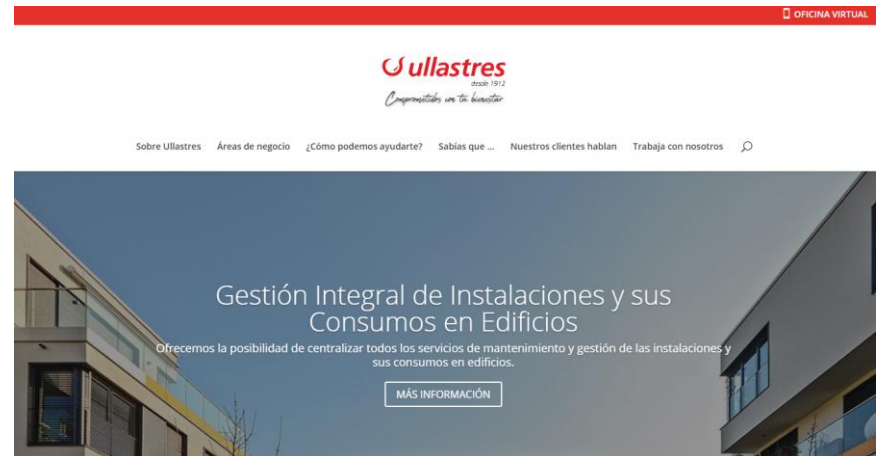 OFICINA VIRTUAL
ullastres
desde 1912
Comprometidos con tu bienestar
Sobre Ullastres Áreas de negocio ¿Cómo podemos ayudarte? Sabías que ... Nuestros clientes hablan Trabaja con nosotros
Gestión Integral de Instalaciones y sus
Consumos en Edificios
Ofrecemos la posibilidad de centralizar todos los servicios de mantenimiento y gestión de las instalaciones y
sus consumos en edificios.
MÁS INFORMACIÓN